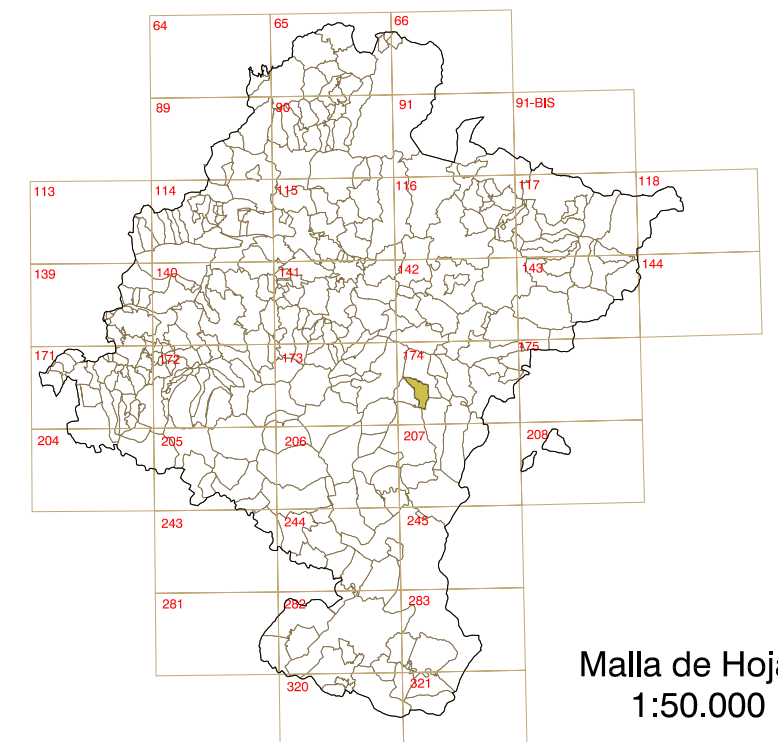 64 65 66
89 90 91 91-BIS
113 114 115 116 117 118
139 140 141 142 143 144
171 172 173 174 175
204 205 206 207 208
243 244 245
281 282 283
320 321
Malla de Hoja
1:50.000